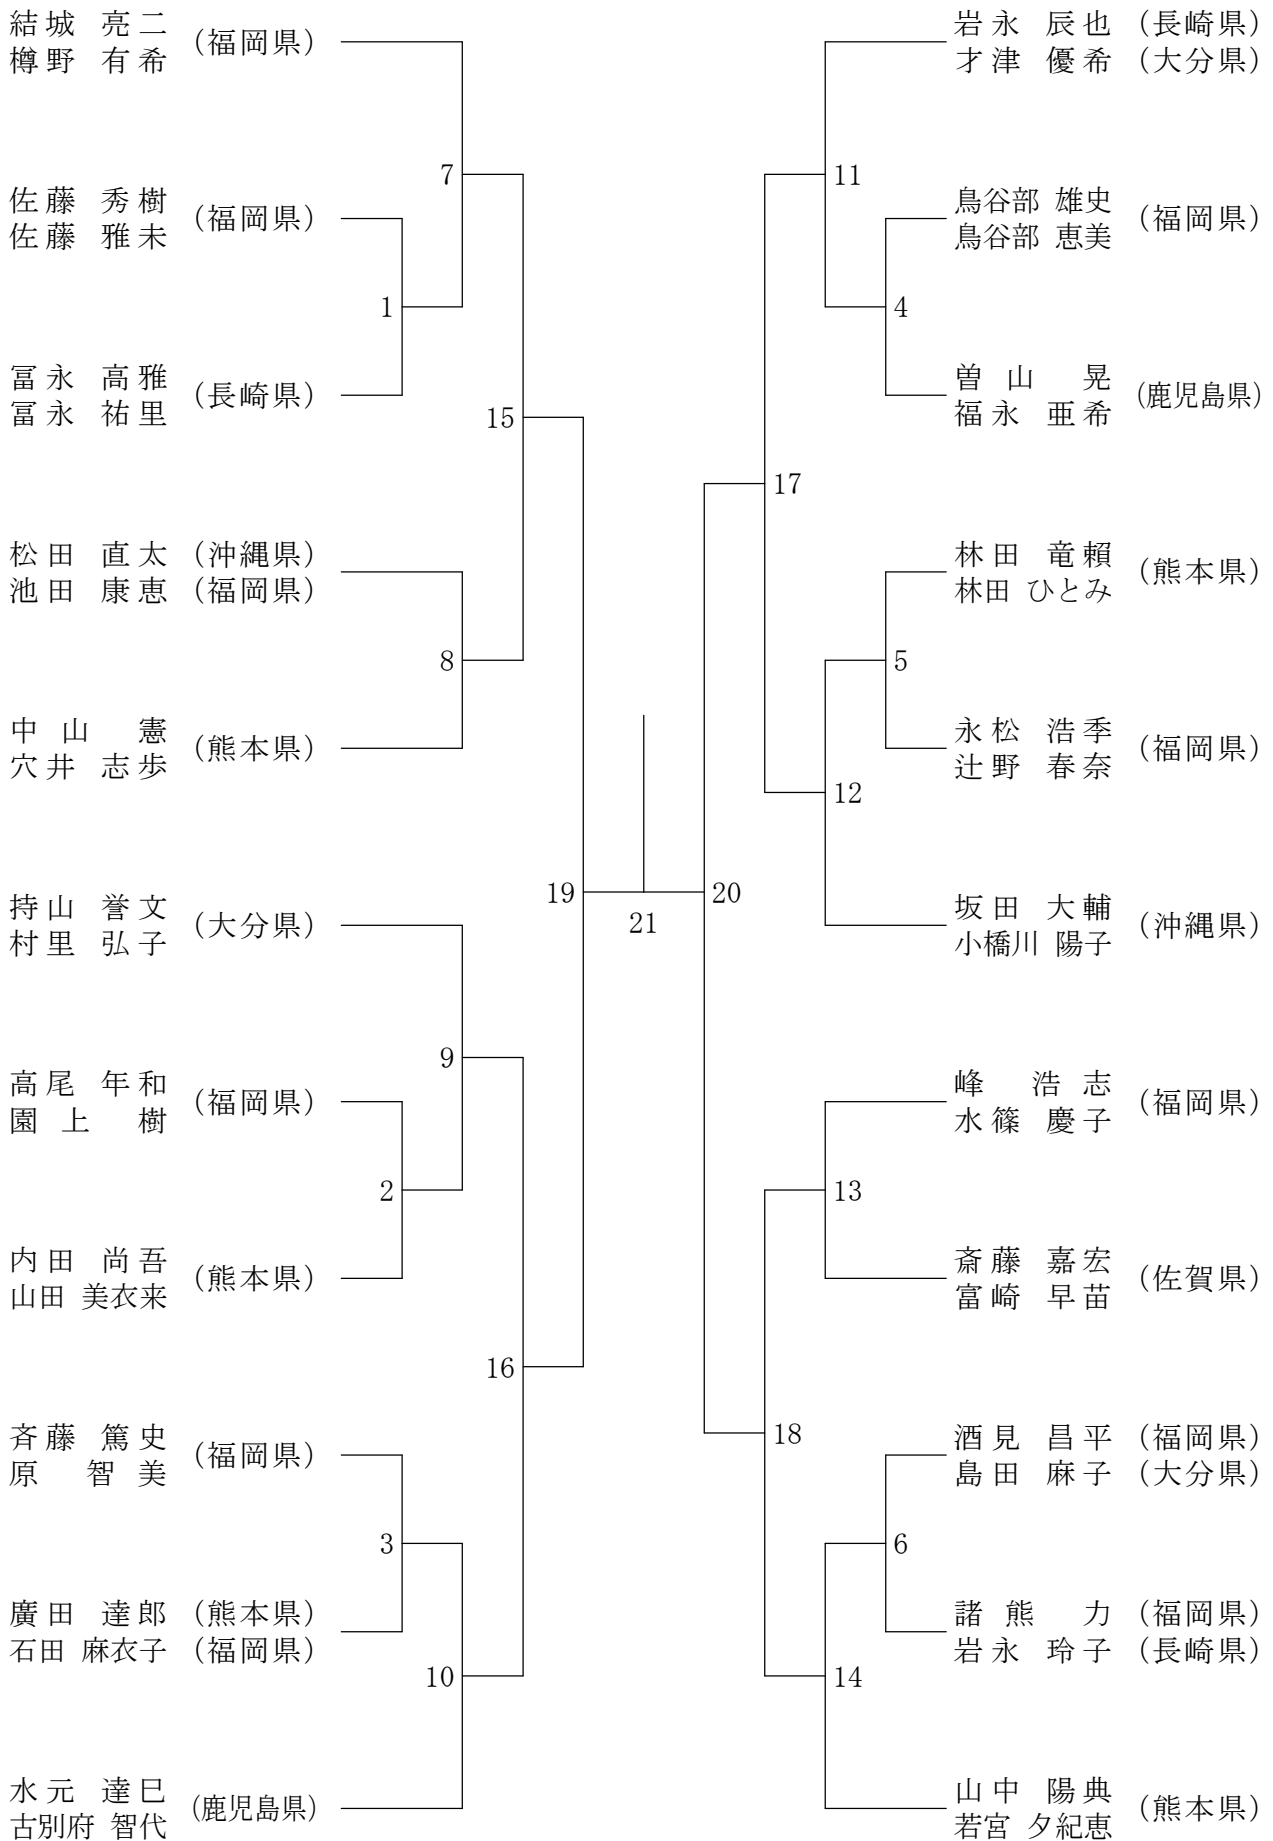 結城 亮二 (福岡県)
樽野 有希
佐藤 秀樹 (福岡県)
佐藤 雅未
1
冨永 高雅 (長崎県)
冨永 祐里
7
松田 直太 (沖縄県)
池田 康恵 (福岡県)
8
中山 憲 (熊本県)
穴井 志歩
15
持山 誉文 (大分県)
村里 弘子
9
高尾 年和 (福岡県)
園上 樹
2
内田 尚吾 (熊本県)
山田 美衣来
16
斉藤 篤史 (福岡県)
原 智美
3
廣田 達郎 (熊本県)
石田 麻衣子 (福岡県)
10
水元 達巳 (鹿児島県)
古別府 智代
19
21
20
岩永 辰也 (長崎県)
才津 優希 (大分県)
11
鳥谷部 雄史 (福岡県)
鳥谷部 恵美
4
曽山 晃 (鹿児島県)
福永 亜希
17
林田 竜頼 (熊本県)
林田 ひとみ
5
永松 浩季 (福岡県)
辻野 春奈
12
坂田 大輔 (沖縄県)
小橋川 陽子
峰 浩志 (福岡県)
水篠 慶子
13
斎藤 嘉宏 (佐賀県)
富崎 早苗
18
酒見 昌平 (福岡県)
島田 麻子 (大分県)
6
諸熊 力 (福岡県)
岩永 玲子 (長崎県)
14
山中 陽典 (熊本県)
若宮 夕紀恵